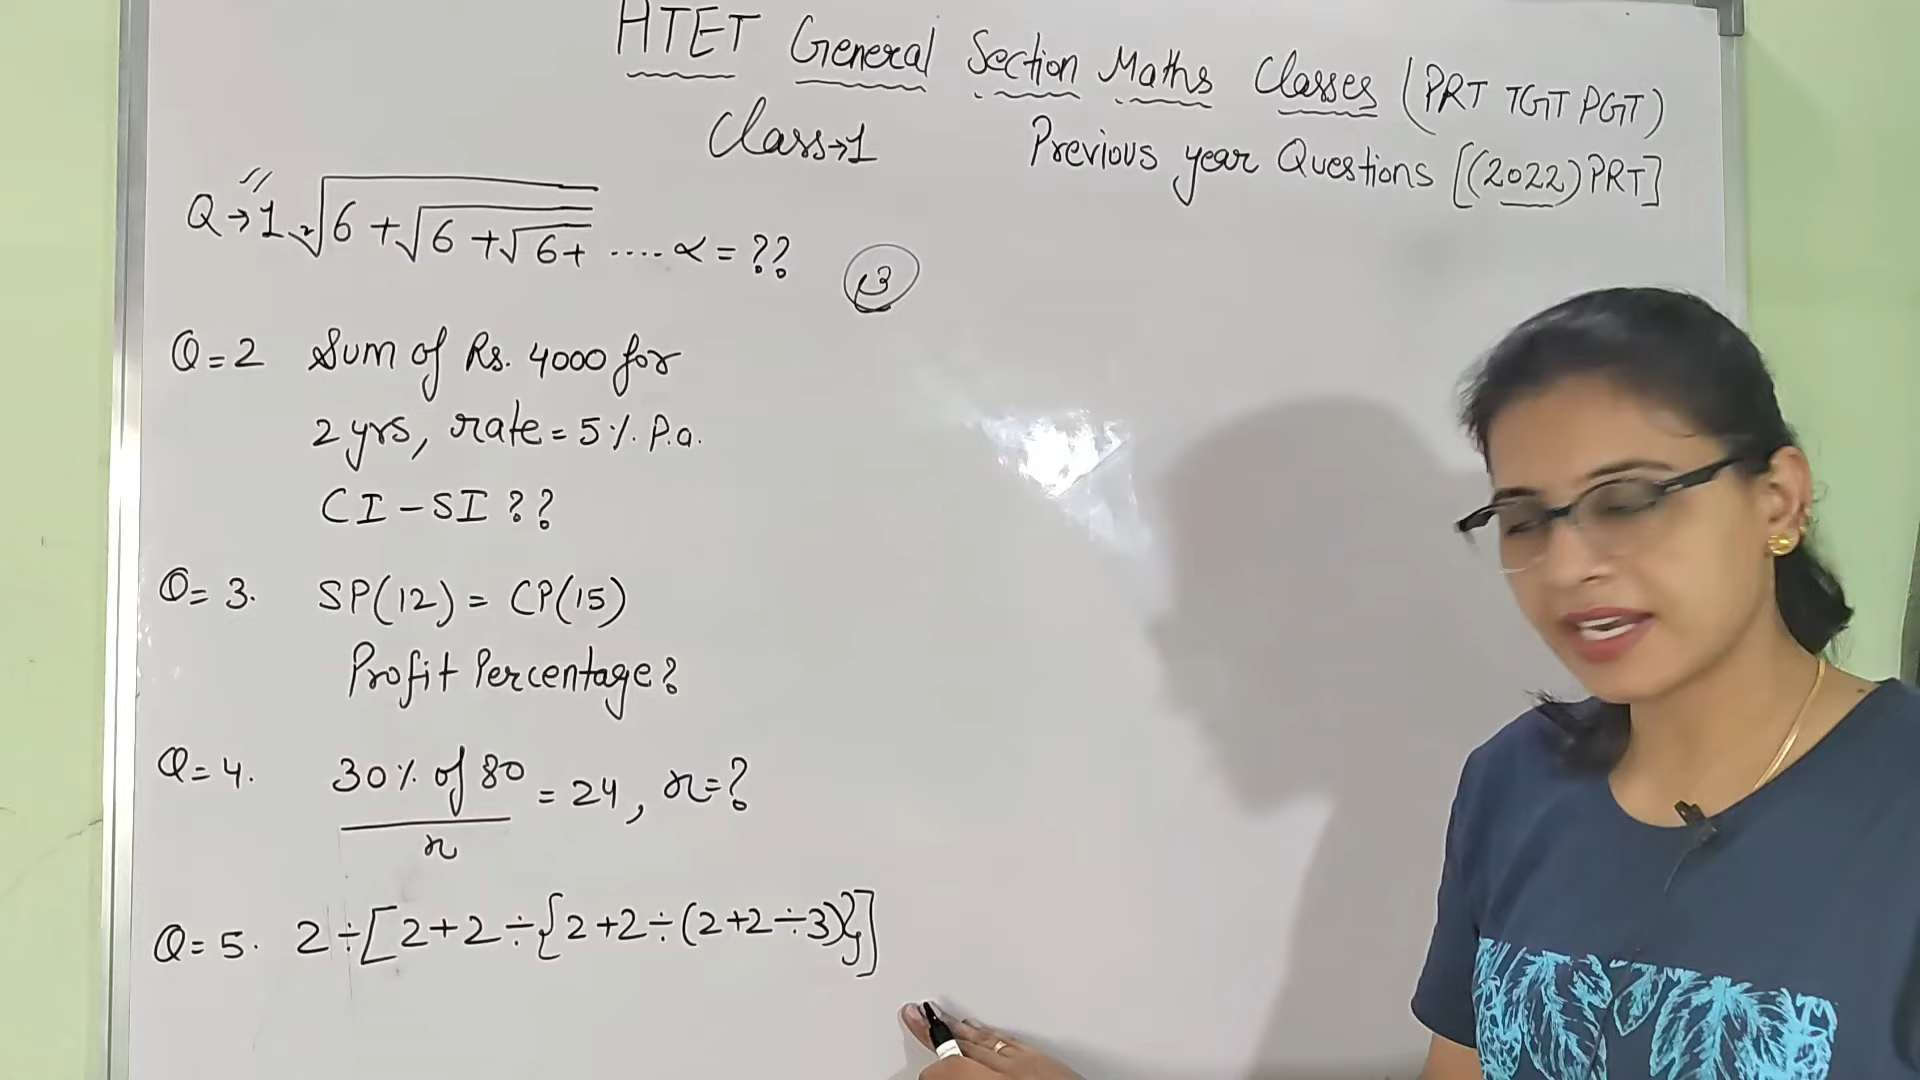 HTET General Section Maths Classes (PRT TGT PGT)
Class→1 Previous year Questions [(2022)PRT]
Q→1 ²√6+√6+√6+ ....∝ = ??
3
Q=2 Sum of Rs. 4000 for
2yrs, rate = 5%. P.a.
CI-SI??
Q=3. SP(12) = CP(15)
Profit Percentage?
Q=4. 30% of 80 = 24, x=?
x
Q=5. 2÷[2+2÷{2+2÷(2+2÷3)}]